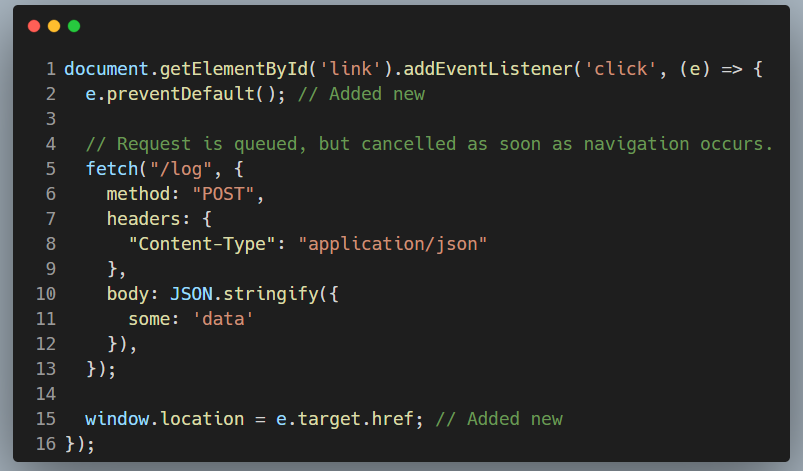 1 document.getElementById('link').addEventListener('click', (e) => {
2   e.preventDefault(); // Added new
3
4   // Request is queued, but cancelled as soon as navigation occurs.
5   fetch("/log", {
6     method: "POST",
7     headers: {
8       "Content-Type": "application/json"
9     },
10     body: JSON.stringify({
11       some: 'data'
12     }),
13   });
14
15   window.location = e.target.href; // Added new
16 });